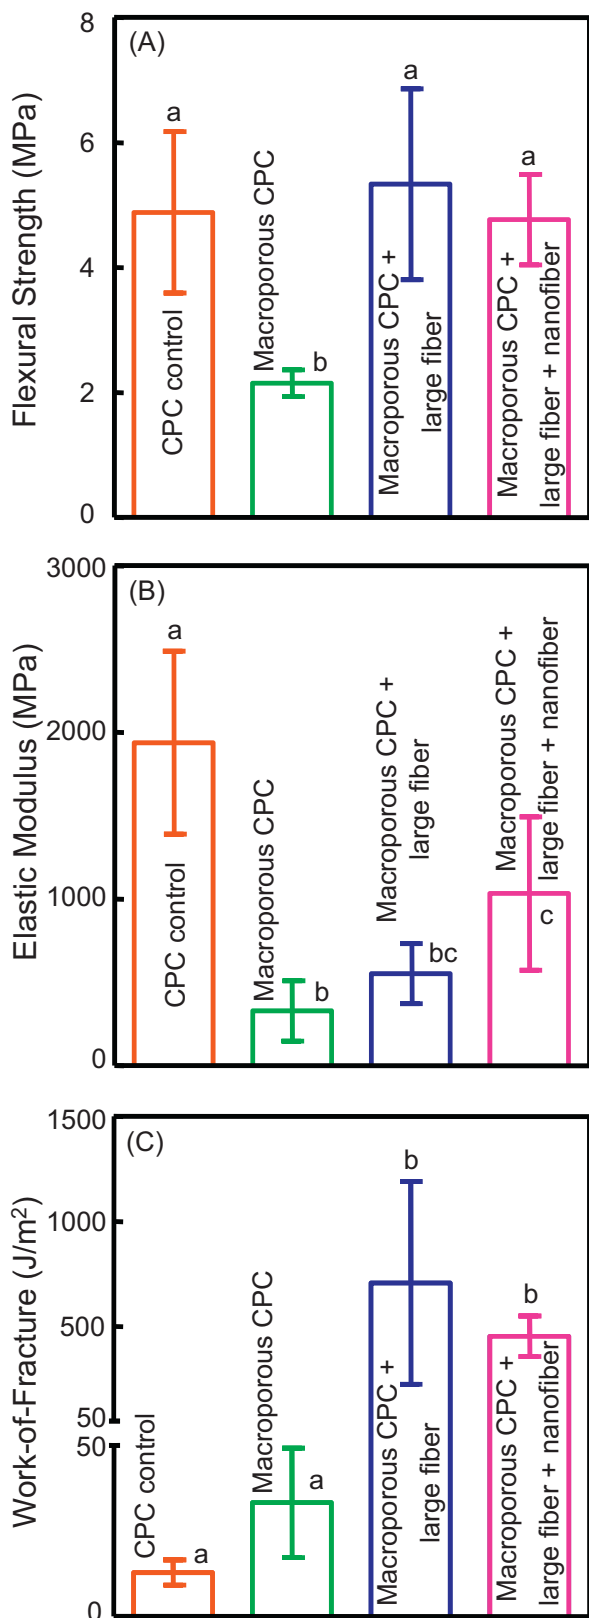 (A)
Flexural Strength (MPa)
8
6
4
2
0
a
CPC control
Macroporous CPC
b
a
Macroporous CPC +
large fiber
a
Macroporous CPC +
large fiber + nanofiber
(B)
Elastic Modulus (MPa)
3000
2000
1000
0
a
CPC control
Macroporous CPC
b
Macroporous CPC +
large fiber
bc
Macroporous CPC +
large fiber + nanofiber
c
(C)
Work-of-Fracture (J/m²)
1500
1000
500
50
50
0
CPC control
a
Macroporous CPC
a
b
Macroporous CPC +
large fiber
b
Macroporous CPC +
large fiber + nanofiber